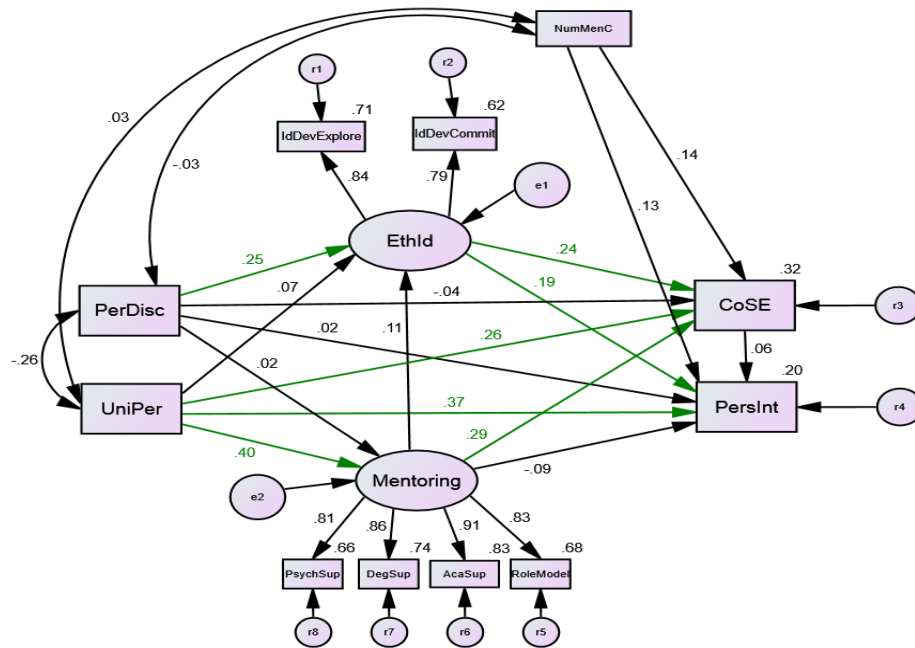 NumMenC
r1
r2
.71
.62
IdDevExplore
IdDevCommit
.03
-.03
.84
.79
e1
.14
.13
EthId
.25
.24
.19
.32
PerDisc
.07
-.04
CoSE
r3
.02
.11
.26
.06
-.26
.02
.20
UniPer
.37
PersInt
r4
.40
.29
-.09
Mentoring
e2
.81
.86
.91
.83
.66
.74
.83
.68
PsychSup
DegSup
AcaSup
RoleModel
r8
r7
r6
r5